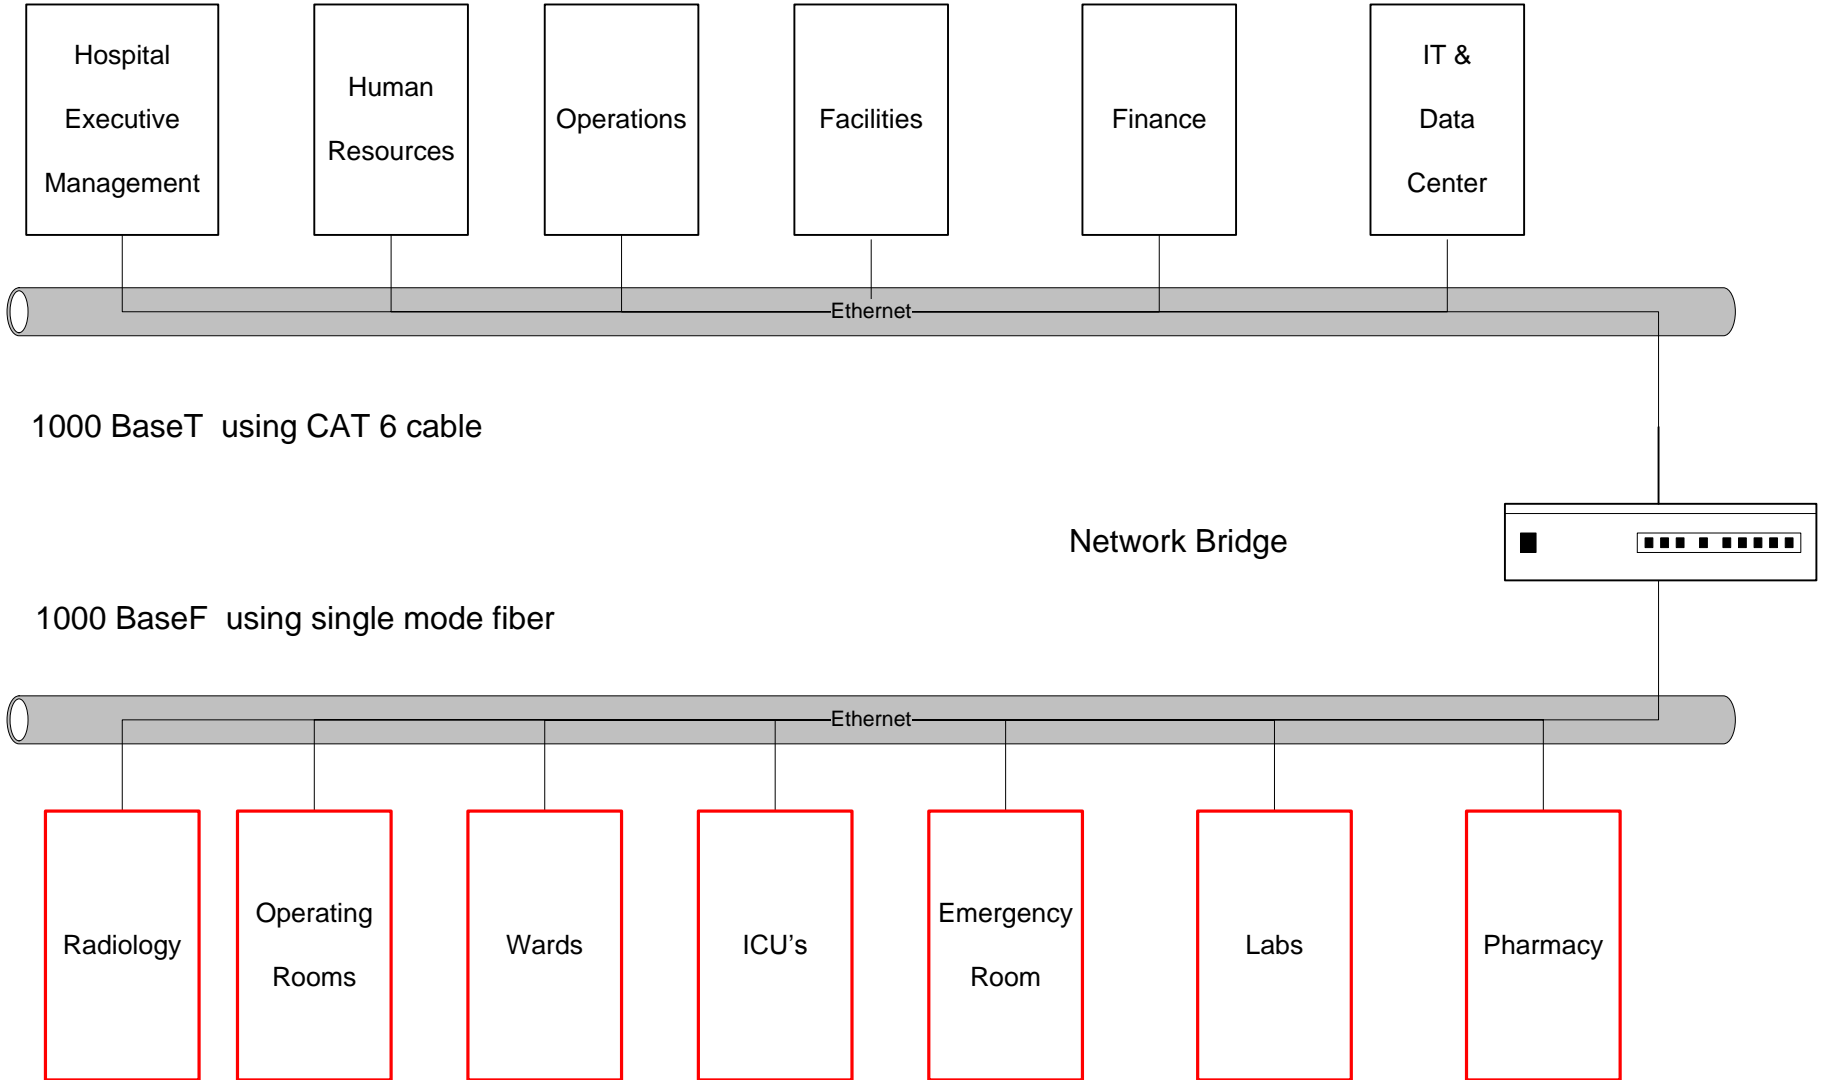 Hospital
Executive
Management
Human
Resources
Operations
Facilities
Finance
IT &
Data
Center
Ethernet
1000 BaseT  using CAT 6 cable
Network Bridge
1000 BaseF  using single mode fiber
Ethernet
Radiology
Operating
Rooms
Wards
ICU's
Emergency
Room
Labs
Pharmacy